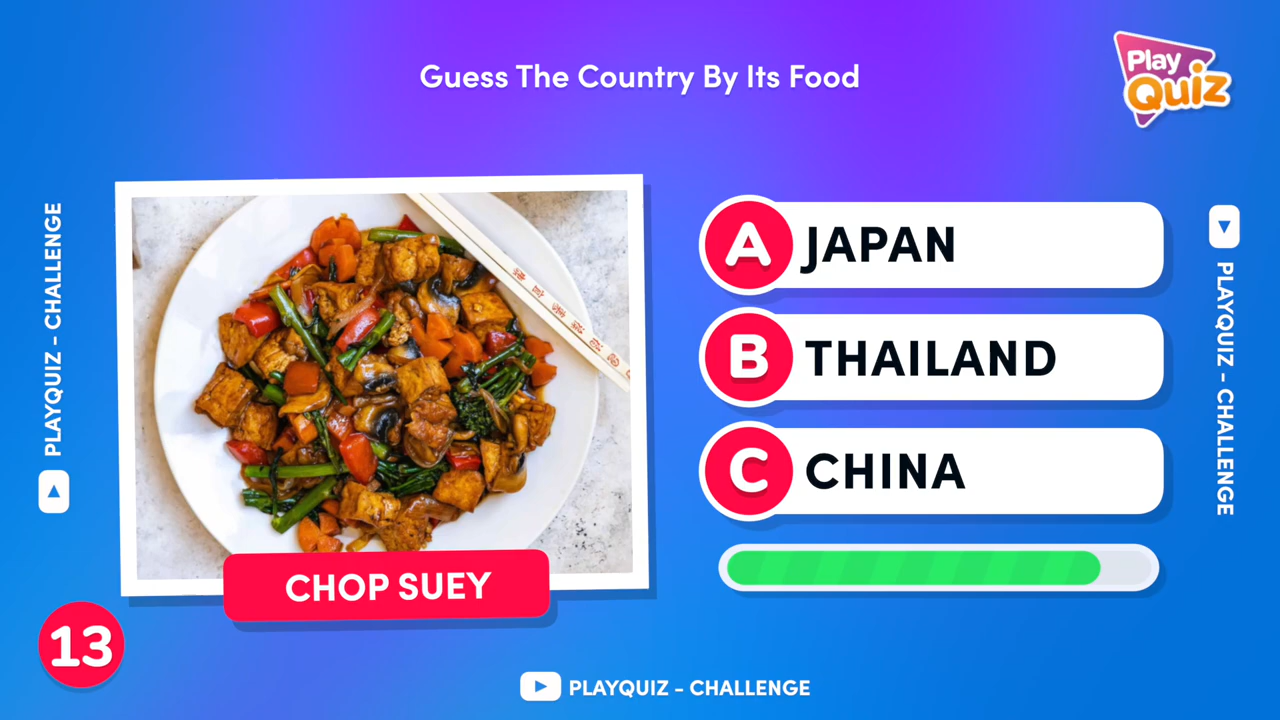 Guess The Country By Its Food
Play
Quiz
PLAYQUIZ - CHALLENGE
A JAPAN
B THAILAND
C CHINA
PLAYQUIZ - CHALLENGE
CHOP SUEY
13
PLAYQUIZ - CHALLENGE